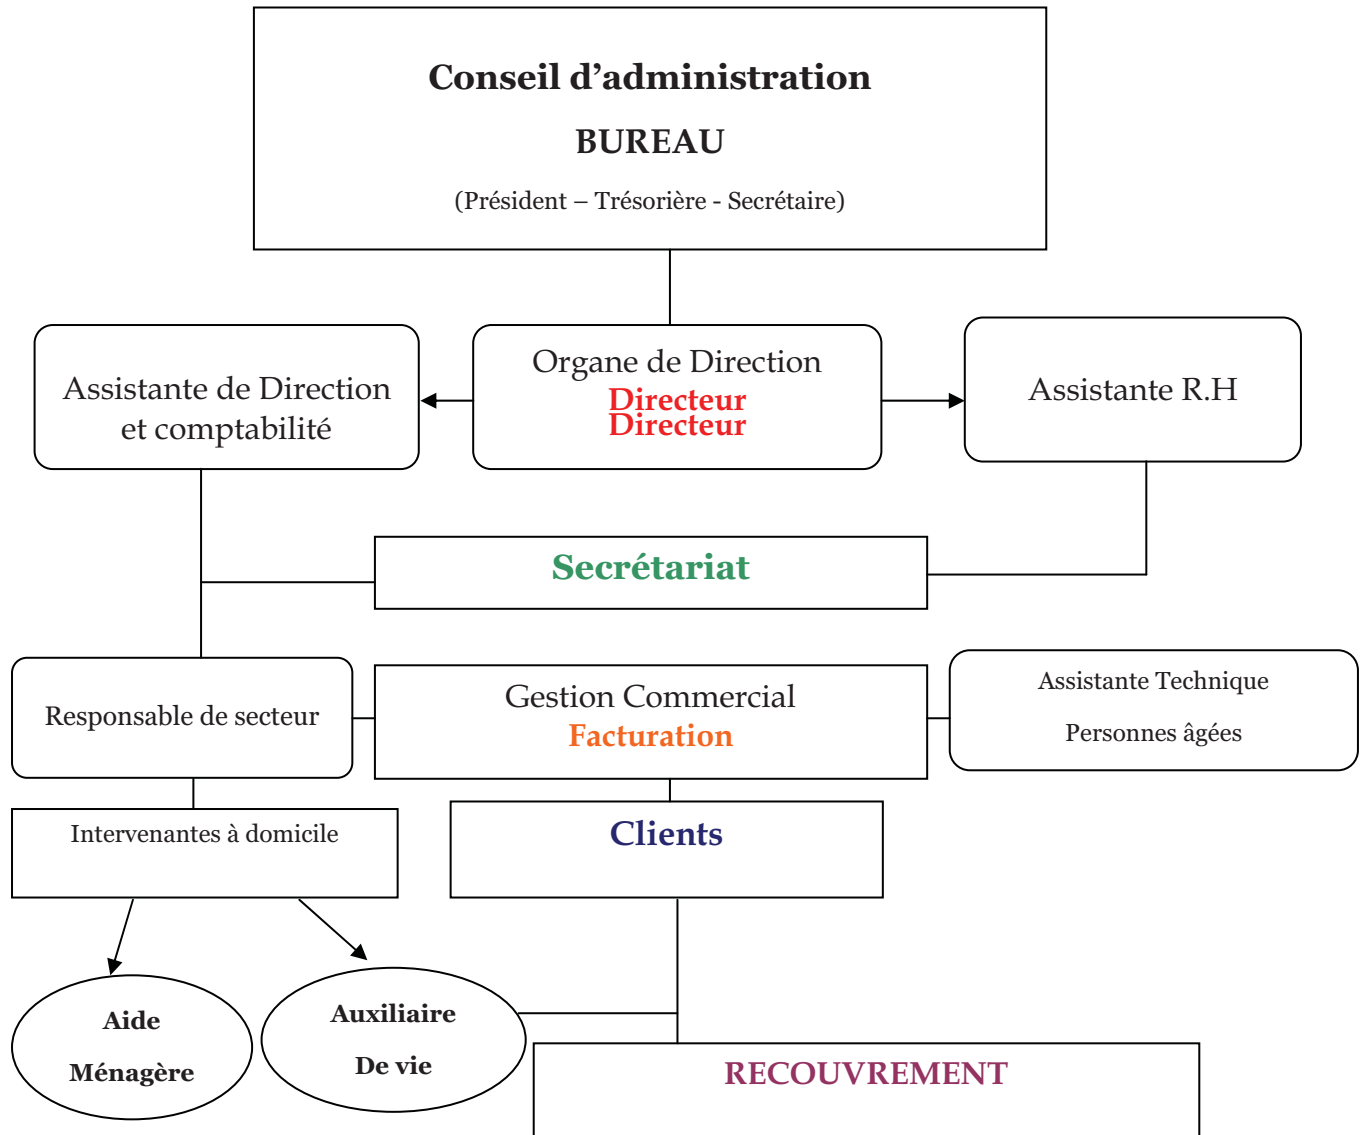 Conseil d’administration
BUREAU
(Président – Trésorière - Secrétaire)
Assistante de Direction
et comptabilité
Organe de Direction
Directeur
Directeur
Assistante R.H
Secrétariat
Responsable de secteur
Gestion Commercial
Facturation
Assistante Technique
Personnes âgées
Intervenantes à domicile
Clients
Aide
Ménagère
Auxiliaire
De vie
RECOUVREMENT